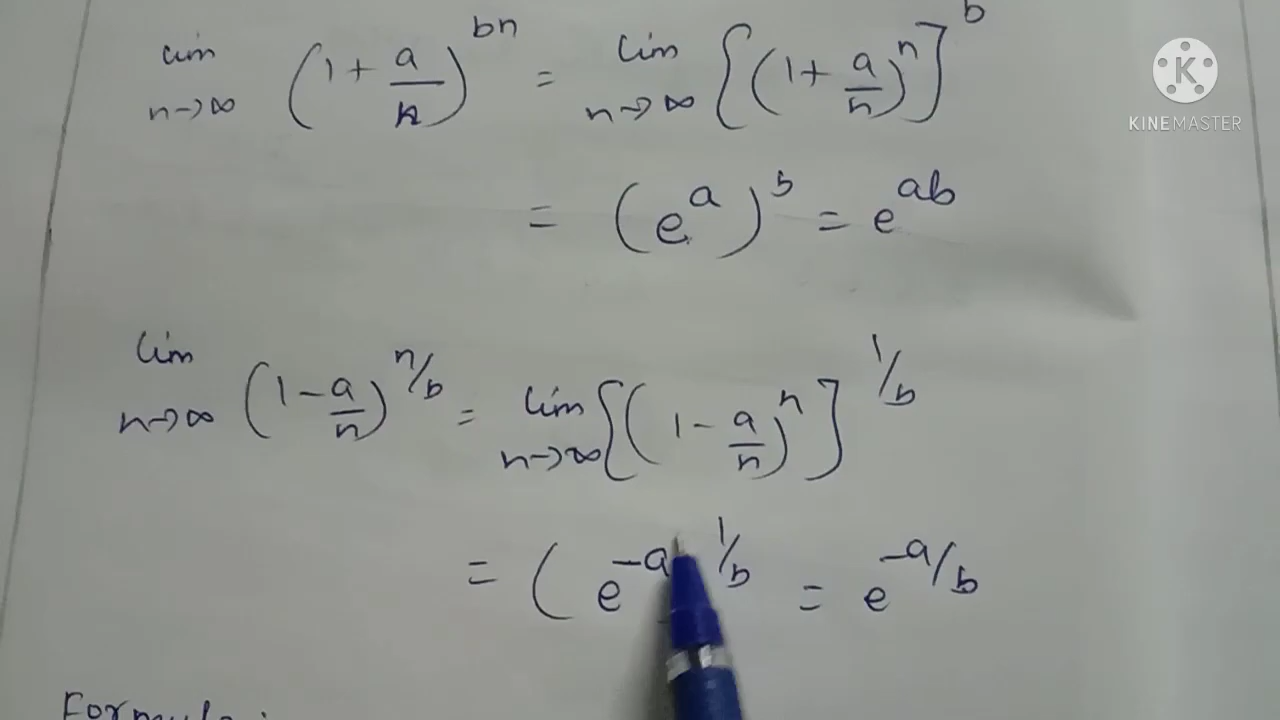 lim n→∞ (1 + a/n)^bn = lim n→∞ {(1 + a/n)^n]^b
= (e^a)^b = e^ab
lim n→∞ (1 - a/n)^n/b = lim n→∞ {(1 - a/n)^n]^1/b
= (e^-a 1/b = e^-a/b
KINEMASTER